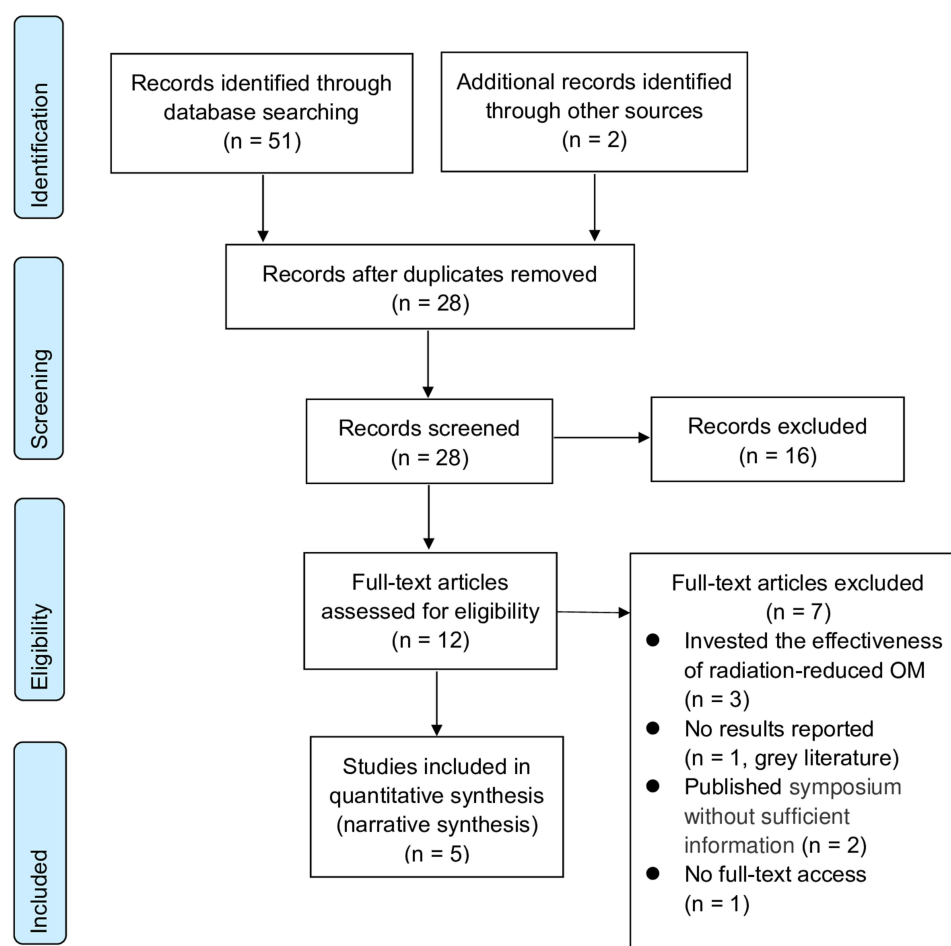 Identification
Records identified through
database searching
(n = 51)
Additional records identified
through other sources
(n = 2)
Records after duplicates removed
(n = 28)
Screening
Records screened
(n = 28)
Records excluded
(n = 16)
Eligibility
Full-text articles
assessed for eligibility
(n = 12)
Full-text articles excluded
(n = 7)
● Invested the effectiveness
of radiation-reduced OM
(n = 3)
● No results reported
(n = 1, grey literature)
● Published symposium
without sufficient
information (n = 2)
● No full-text access
(n = 1)
Included
Studies included in
quantitative synthesis
(narrative synthesis)
(n = 5)